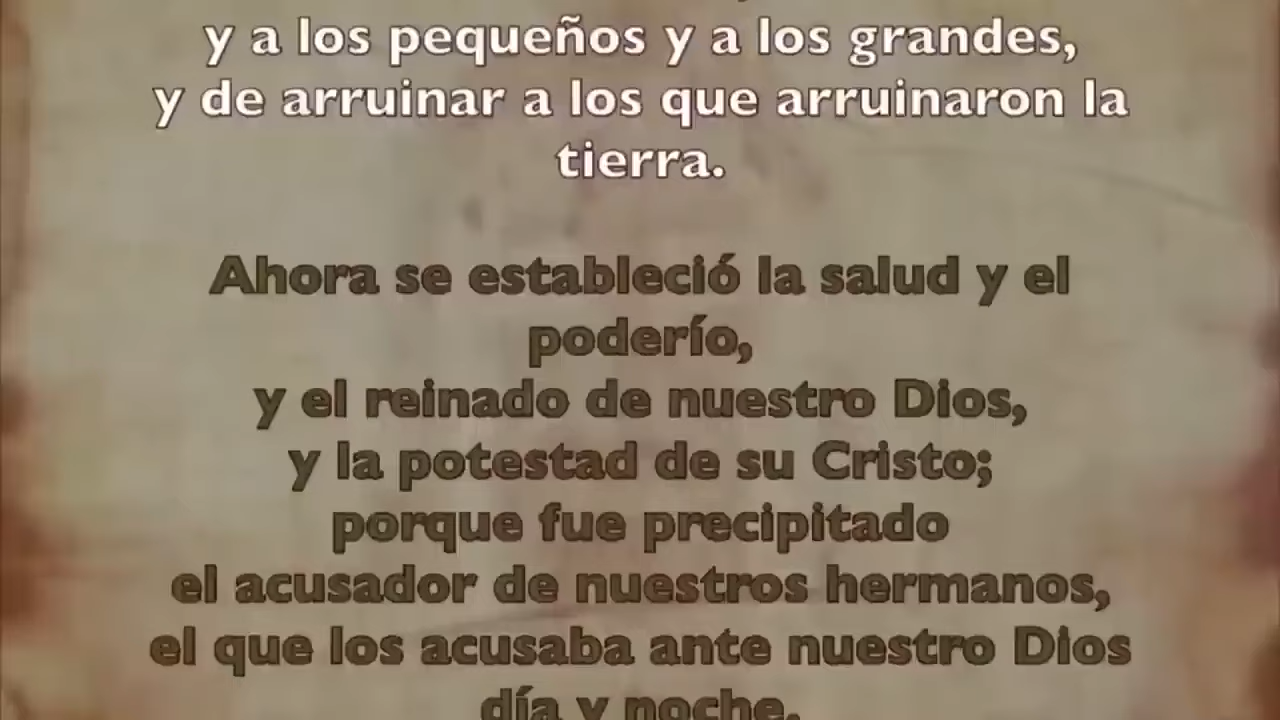 y a los pequeños y a los grandes,
y de arruinar a los que arruinaron la
tierra.
Ahora se estableció la salud y el
poderío,
y el reinado de nuestro Dios,
y la potestad de su Cristo;
porque fue precipitado
el acusador de nuestros hermanos,
el que los acusaba ante nuestro Dios
día y noche.